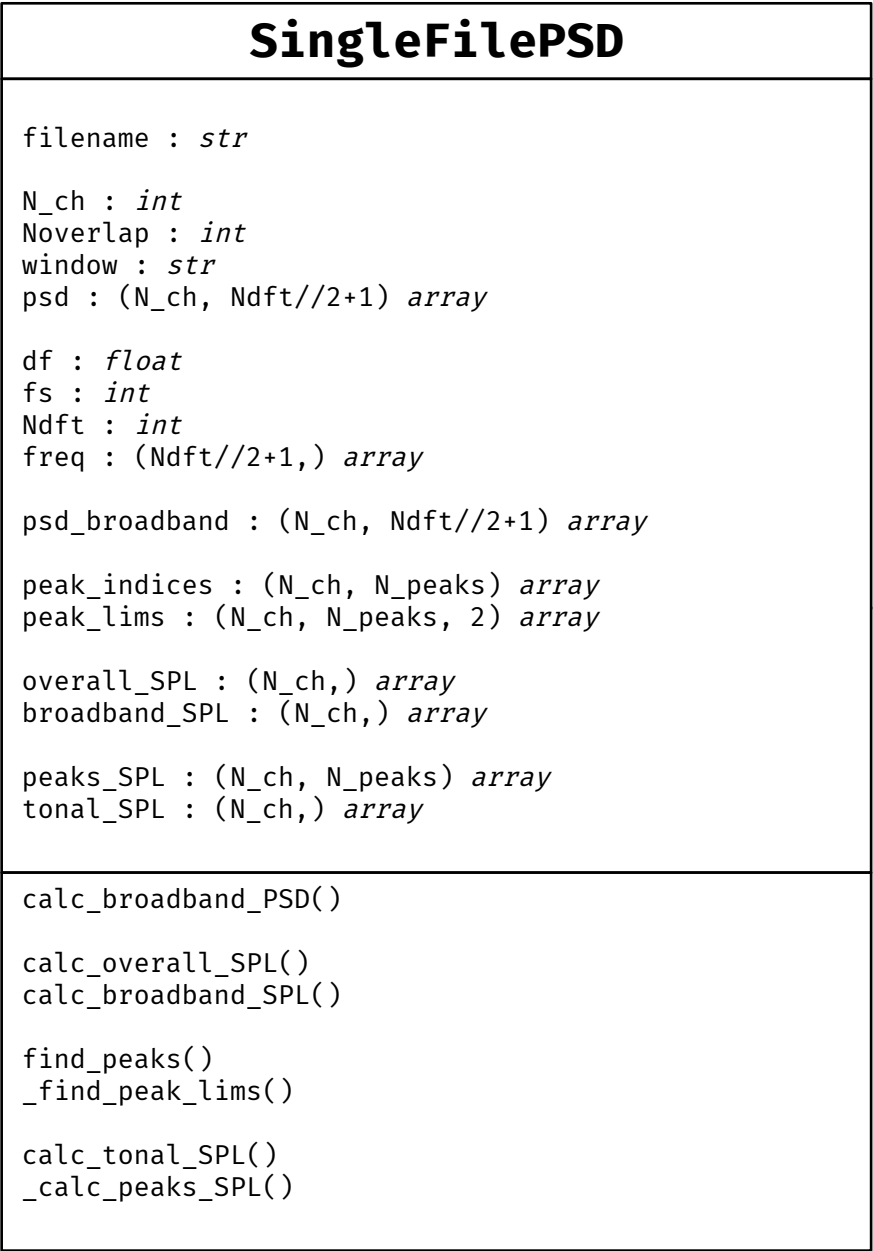 SingleFilePSD
filename : str
N_ch : int
Noverlap : int
window : str
psd : (N_ch, Ndft//2+1) array
df : float
fs : int
Ndft : int
freq : (Ndft//2+1,) array
psd_broadband : (N_ch, Ndft//2+1) array
peak_indices : (N_ch, N_peaks) array
peak_lims : (N_ch, N_peaks, 2) array
overall_SPL : (N_ch,) array
broadband_SPL : (N_ch,) array
peaks_SPL : (N_ch, N_peaks) array
tonal_SPL : (N_ch,) array
calc_broadband_PSD()
calc_overall_SPL()
calc_broadband_SPL()
find_peaks()
_find_peak_lims()
calc_tonal_SPL()
_calc_peaks_SPL()